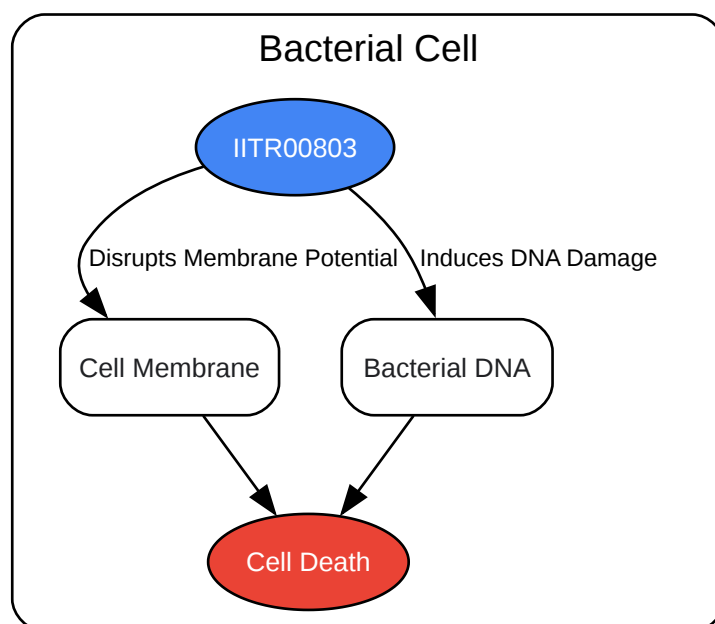 Bacterial Cell
IITR00803
Disrupts Membrane Potential
Induces DNA Damage
Cell Membrane
Bacterial DNA
Cell Death